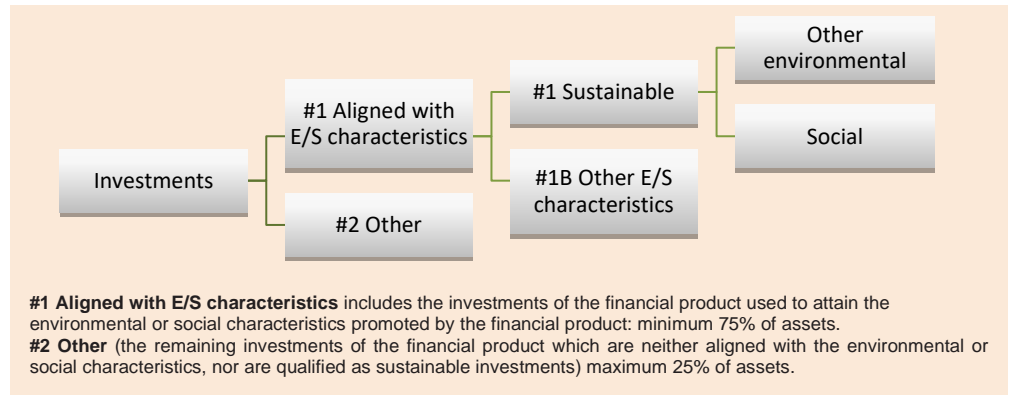 Investments
#1 Aligned with
E/S characteristics
#2 Other
#1 Sustainable
#1B Other E/S
characteristics
Other
environmental
Social
#1 Aligned with E/S characteristics includes the investments of the financial product used to attain the
environmental or social characteristics promoted by the financial product: minimum 75% of assets.
#2 Other (the remaining investments of the financial product which are neither aligned with the environmental or
social characteristics, nor are qualified as sustainable investments) maximum 25% of assets.